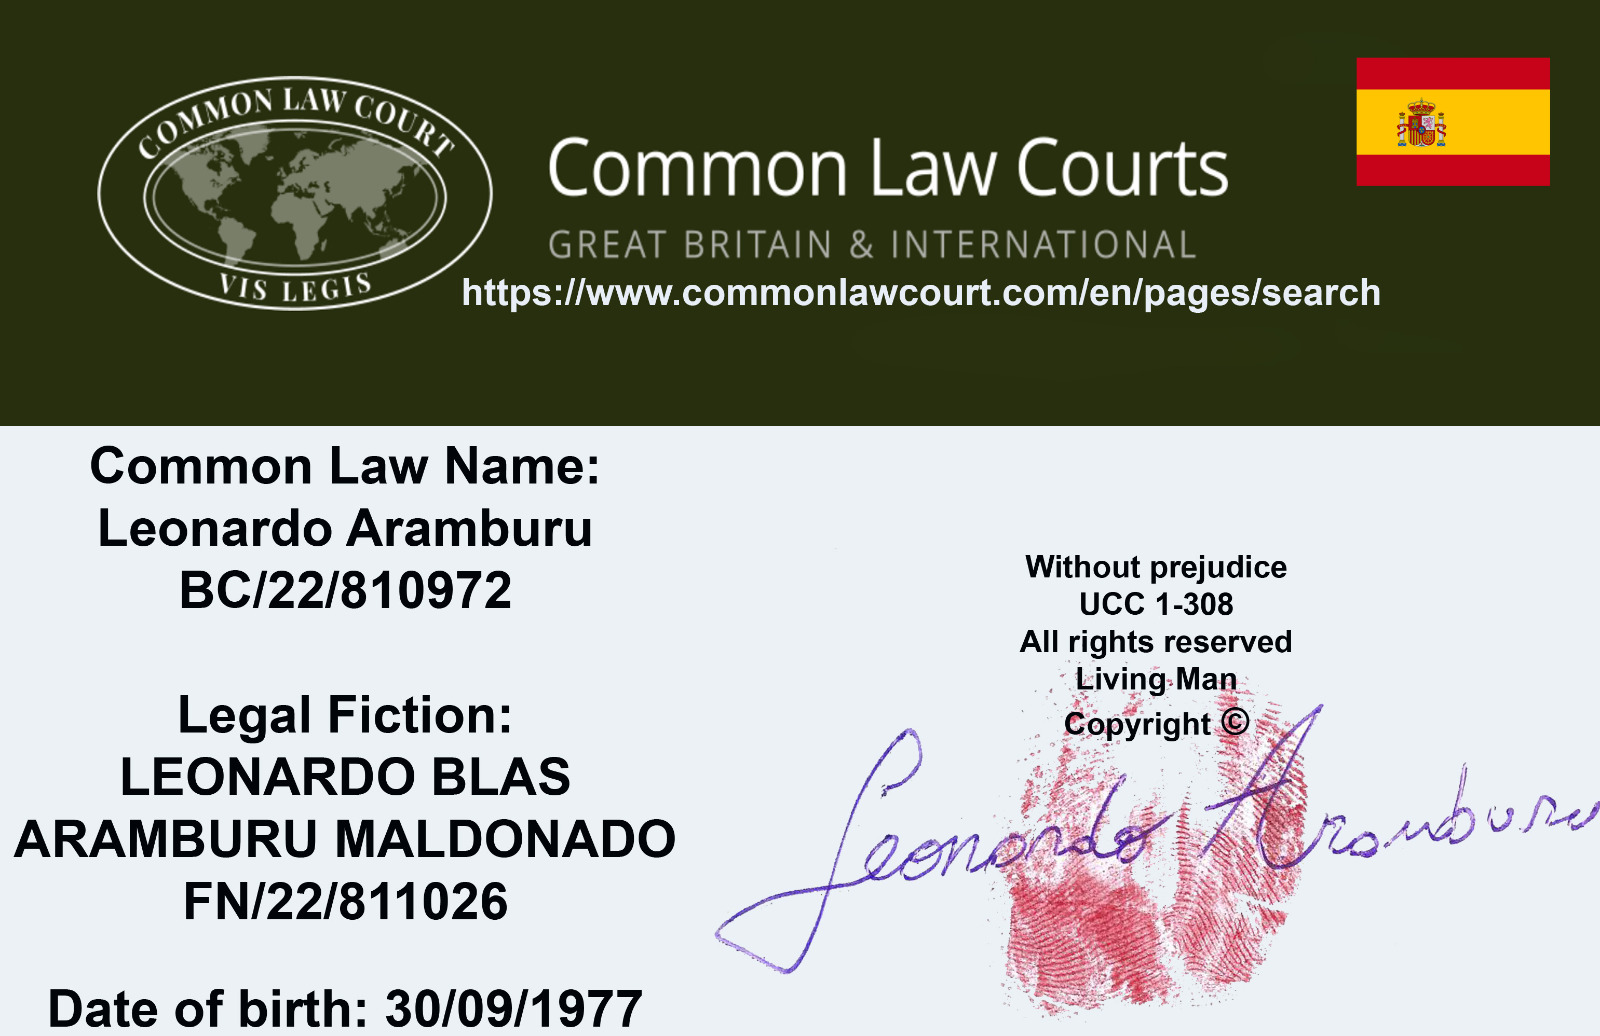 COMMON LAW COURT
VIS LEGIS
Common Law Courts
GREAT BRITAIN & INTERNATIONAL
https://www.commonlawcourt.com/en/pages/search
Common Law Name:
Leonardo Aramburu
BC/22/810972
Legal Fiction:
LEONARDO BLAS
ARAMBURU MALDONADO
FN/22/811026
Date of birth: 30/09/1977
Without prejudice
UCC 1-308
All rights reserved
Living Man
Copyright ©
Leonardo Aramburu